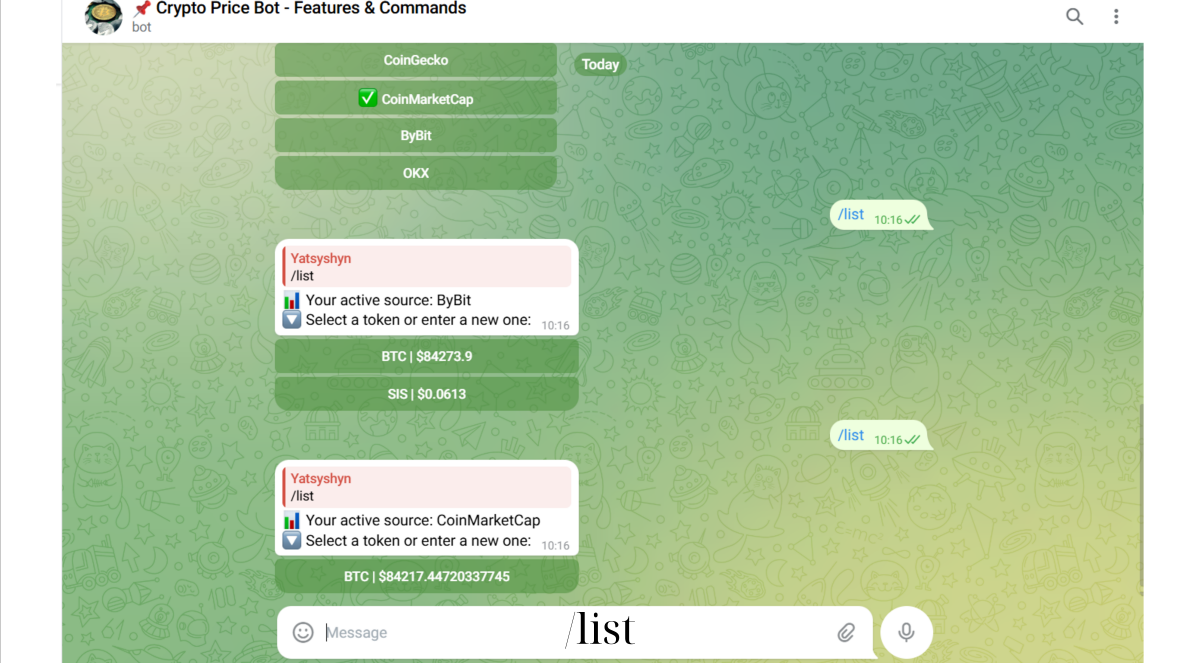 📌 Crypto Price Bot - Features & Commands
bot
CoinGecko
Today
✅ CoinMarketCap
ByBit
OKX
/list 10:16
Yatsyshyn
/list
📊 Your active source: ByBit
🔽 Select a token or enter a new one: 10:16
BTC | $84273.9
SIS | $0.0613
/list 10:16
Yatsyshyn
/list
📊 Your active source: CoinMarketCap
🔽 Select a token or enter a new one: 10:16
BTC | $84217.44720337745
Message
/list